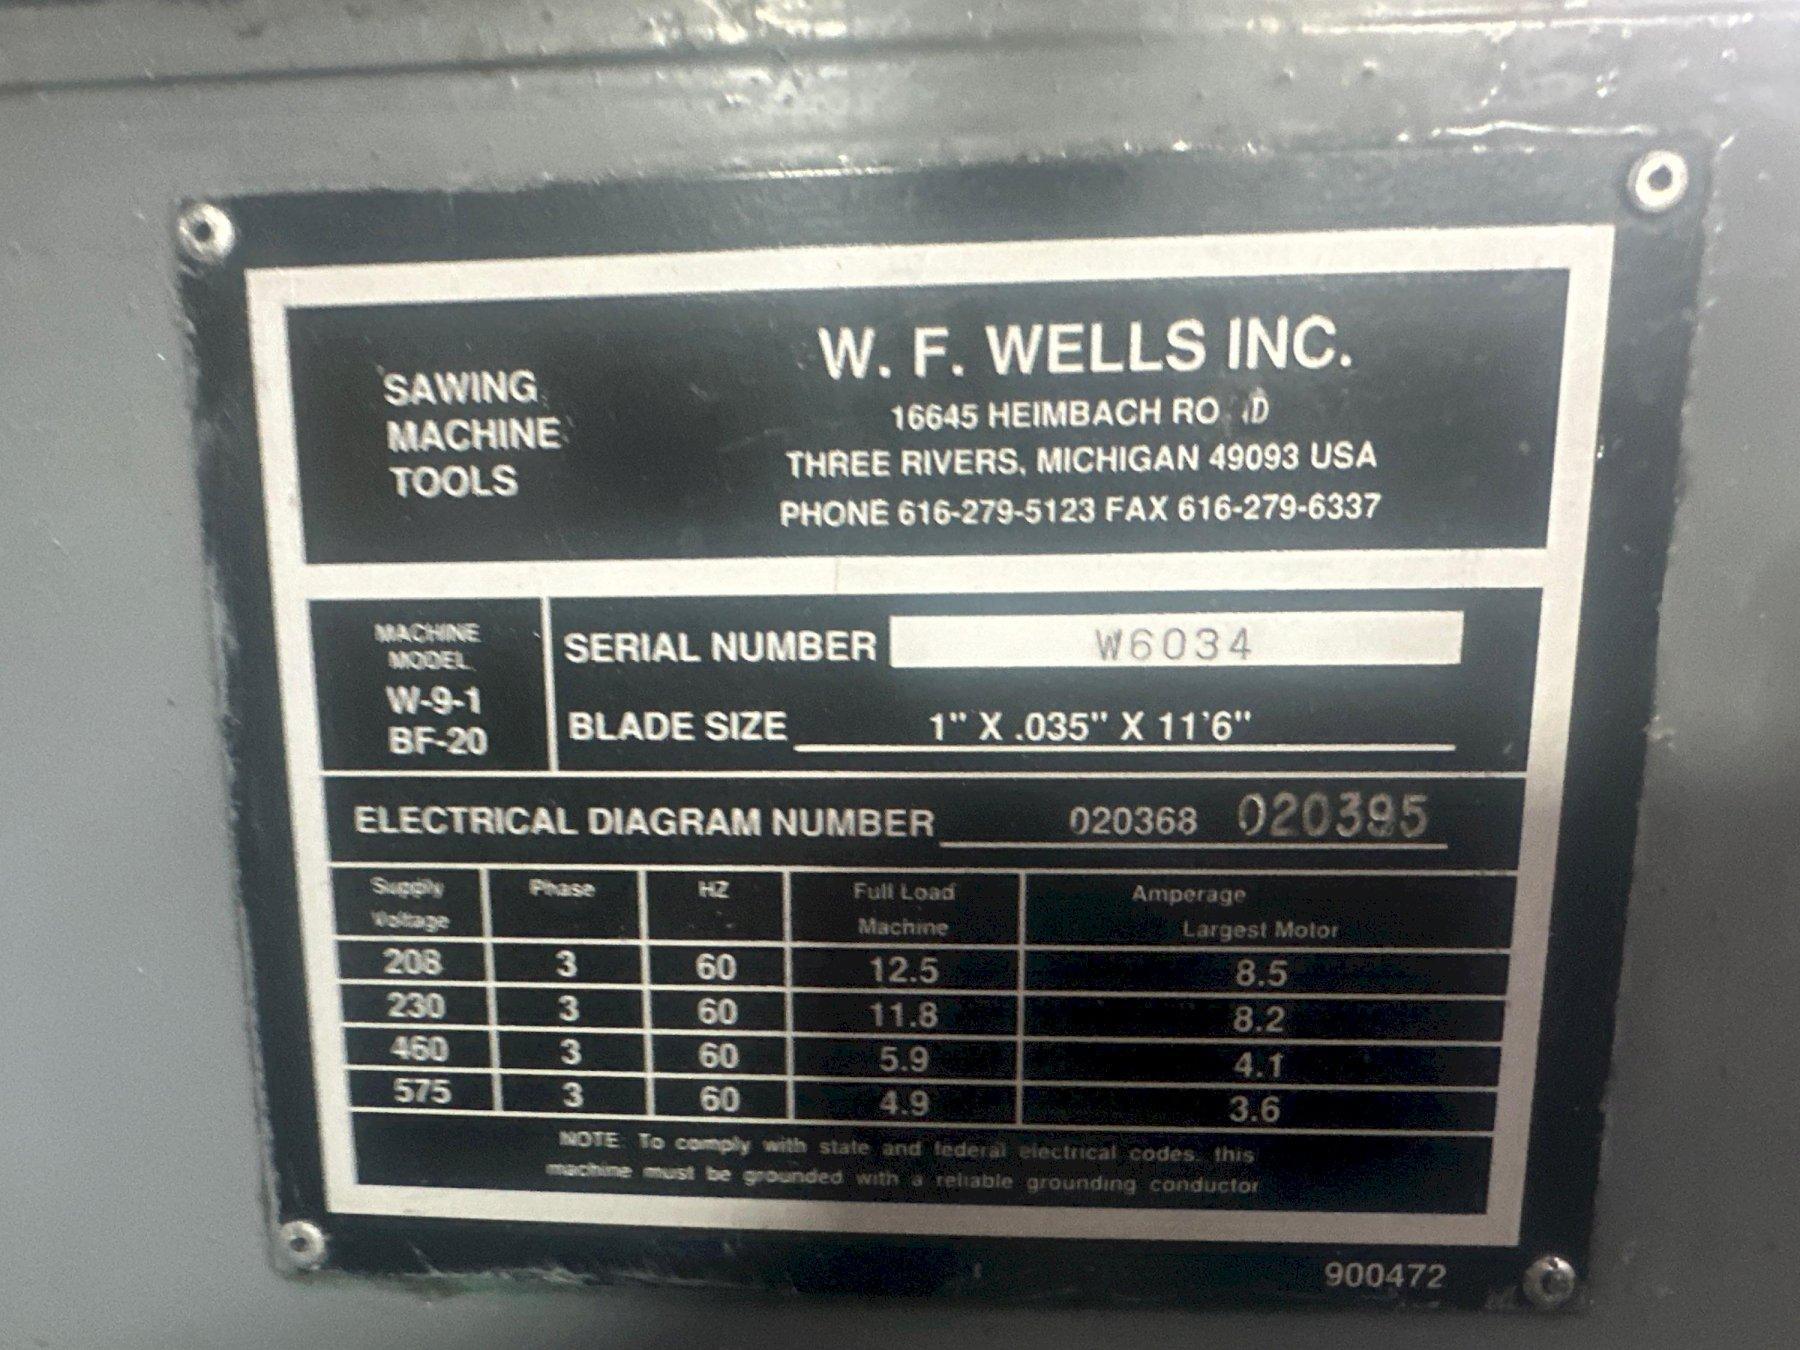 SAWING
MACHINE
TOOLS
W. F. WELLS INC.
16645 HEIMBACH RO D
THREE RIVERS, MICHIGAN 49093 USA
PHONE 616-279-5123 FAX 616-279-6337
MACHINE
MODEL
W-9-1
BF-20
SERIAL NUMBER W6034
BLADE SIZE 1" X .035" X 11'6"
ELECTRICAL DIAGRAM NUMBER 020368 020395
Supply Voltage Phase HZ Full Load Machine Amperage Largest Motor
208 3 60 12.5 8.5
230 3 60 11.8 8.2
460 3 60 5.9 4.1
575 3 60 4.9 3.6
NOTE: To comply with state and federal electrical codes, this
machine must be grounded with a reliable grounding conductor
900472